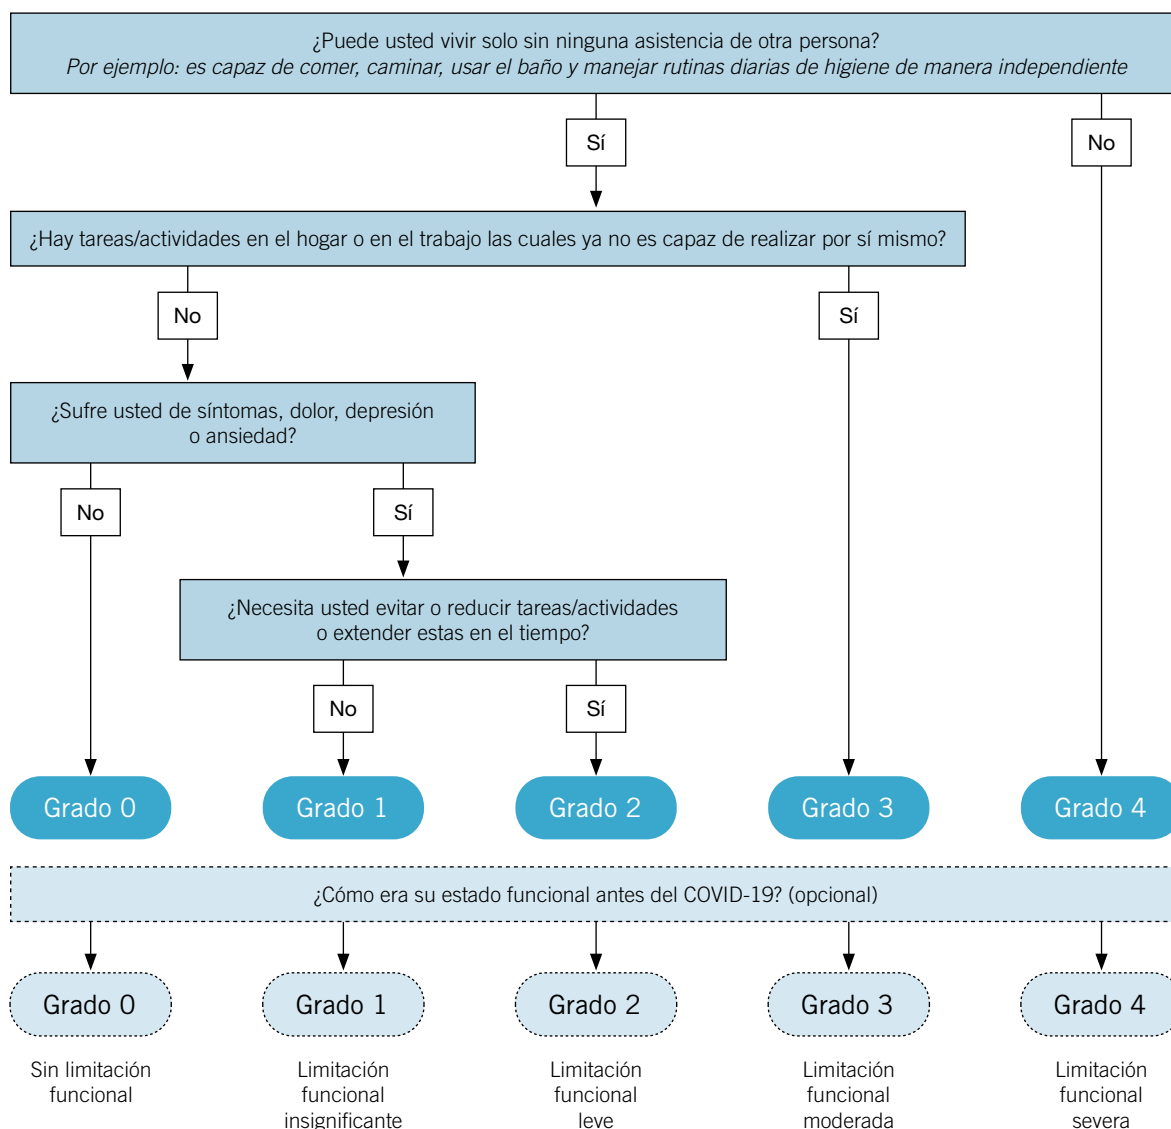 ¿Puede usted vivir solo sin ninguna asistencia de otra persona?
Por ejemplo: es capaz de comer, caminar, usar el baño y manejar rutinas diarias de higiene de manera independiente
Sí
No
¿Hay tareas/actividades en el hogar o en el trabajo las cuales ya no es capaz de realizar por sí mismo?
No
Sí
¿Sufre usted de síntomas, dolor, depresión
o ansiedad?
No
Sí
¿Necesita usted evitar o reducir tareas/actividades
o extender estas en el tiempo?
No
Sí
Grado 0
Grado 1
Grado 2
Grado 3
Grado 4
¿Cómo era su estado funcional antes del COVID-19? (opcional)
Grado 0
Grado 1
Grado 2
Grado 3
Grado 4
Sin limitación
funcional
Limitación
funcional
insignificante
Limitación
funcional
leve
Limitación
funcional
moderada
Limitación
funcional
severa